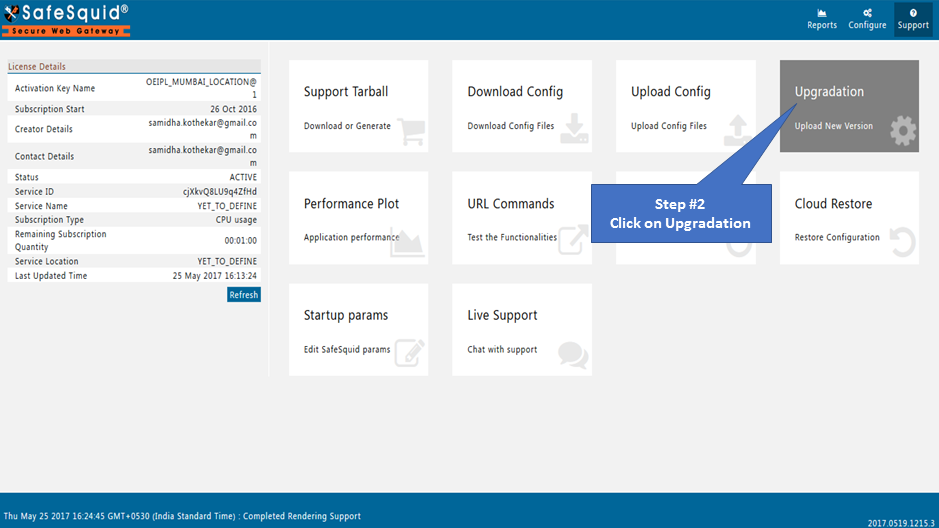 SafeSquid®
Secure Web Gateway
Reports
Configure
Support
License Details
Activation Key Name
OEIPL_MUMBAI_LOCATION@
1
Subscription Start
26 Oct 2016
Creator Details
samidha.kothekar@gmail.co
m
Contact Details
samidha.kothekar@gmail.co
m
Status
ACTIVE
Service ID
cjXkvQ8LU9q4ZfHd
Service Name
YET_TO_DEFINE
Subscription Type
CPU usage
Remaining Subscription
Quantity
00:01:00
Service Location
YET_TO_DEFINE
Last Updated Time
25 May 2017 16:13:24
Refresh
Support Tarball
Download or Generate
Download Config
Download Config Files
Upload Config
Upload Config Files
Upgradation
Upload New Version
Performance Plot
Application performance
URL Commands
Test the Functionalities
Step #2
Click on Upgradation
Cloud Restore
Restore Configuration
Startup params
Edit SafeSquid params
Live Support
Chat with support
Thu May 25 2017 16:24:45 GMT+0530 (India Standard Time) : Completed Rendering Support
2017.0519.1215.3